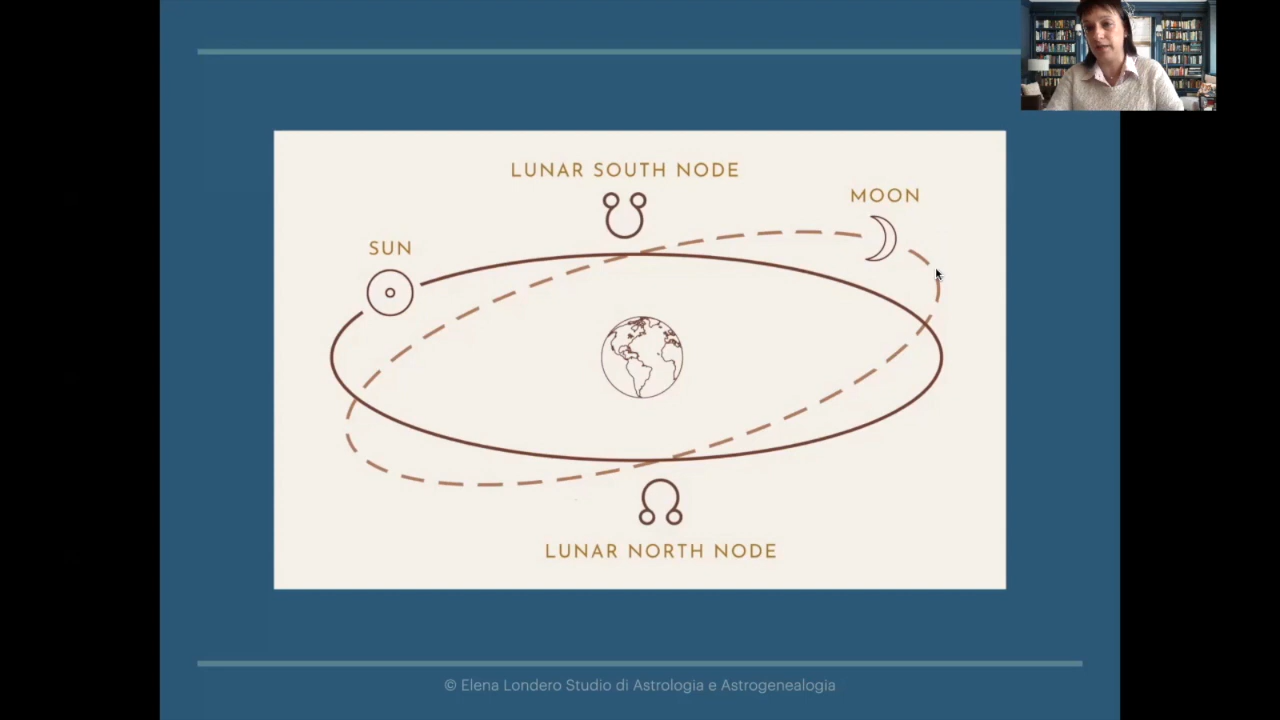 LUNAR SOUTH NODE
MOON
SUN
LUNAR NORTH NODE
© Elena Londero Studio di Astrologia e Astrogenealogia